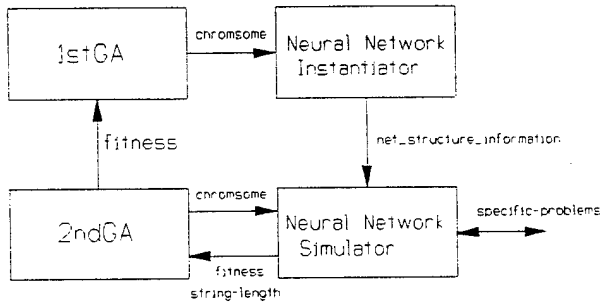 chromsome
1stGA
Neural Network
Instantiator
fitness
net_structure_information
chromsome
specific-problems
2ndGA
Neural Network
Simulator
fitness
string-length